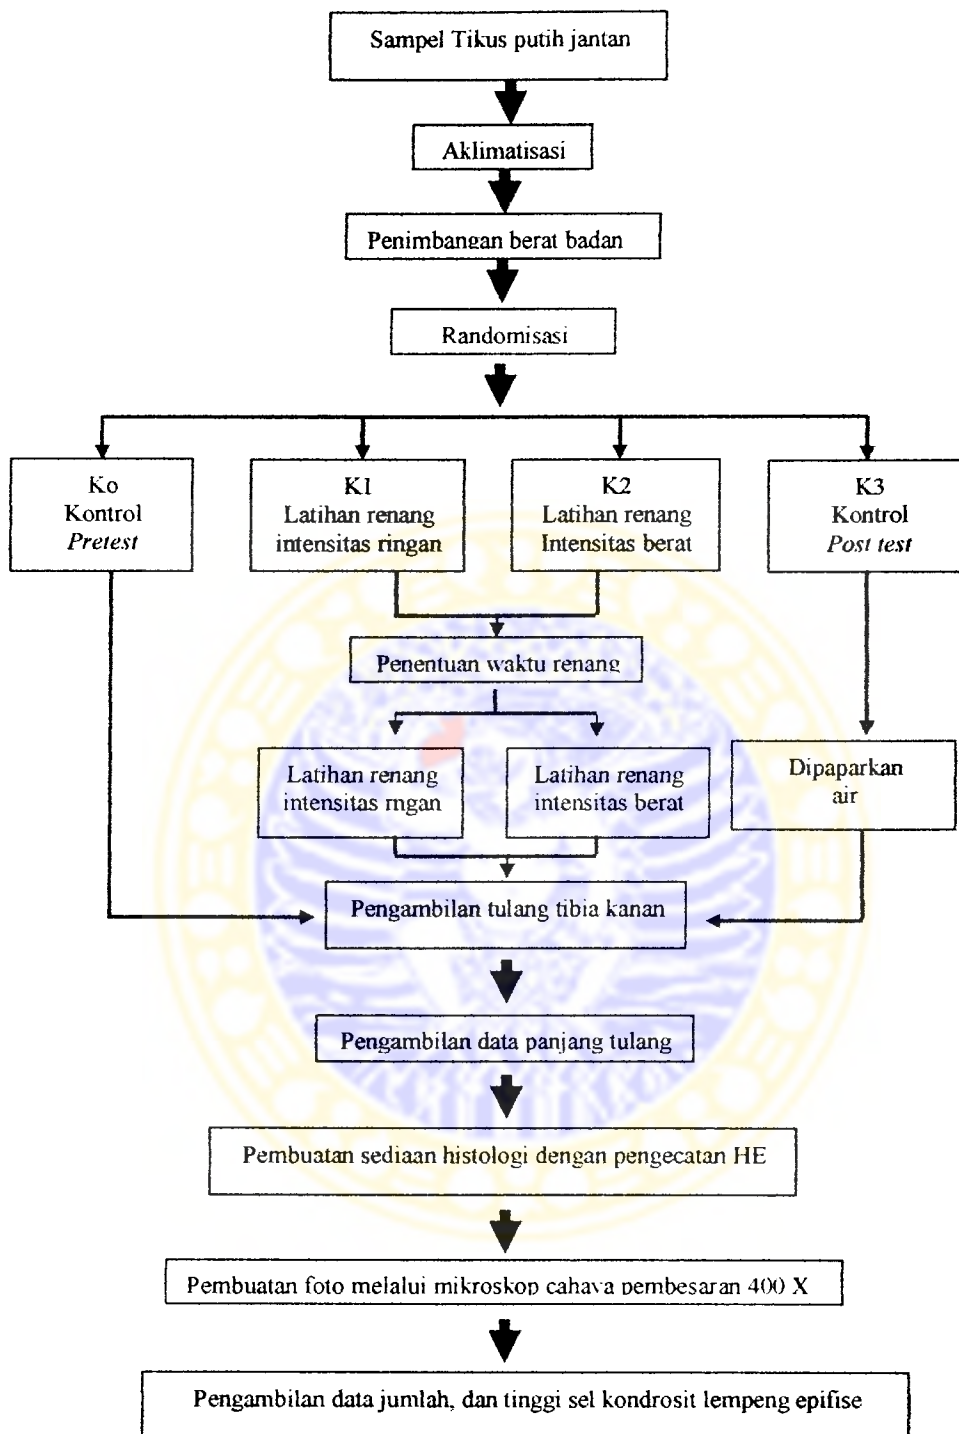 Sampel Tikus putih jantan
Aklimatisasi
Penimbangan berat badan
Randomisasi
Ko
Kontrol
Pretest
K1
Latihan renang
intensitas ringan
K2
Latihan renang
Intensitas berat
K3
Kontrol
Post test
Penentuan waktu renang
Latihan renang
intensitas rngan
Latihan renang
intensitas berat
Dipaparkan
air
Pengambilan tulang tibia kanan
Pengambilan data panjang tulang
Pembuatan sediaan histologi dengan pengecatan HE
Pembuatan foto melalui mikroskop cahaya pembesaran 400 X
Pengambilan data jumlah, dan tinggi sel kondrosit lempeng epifise